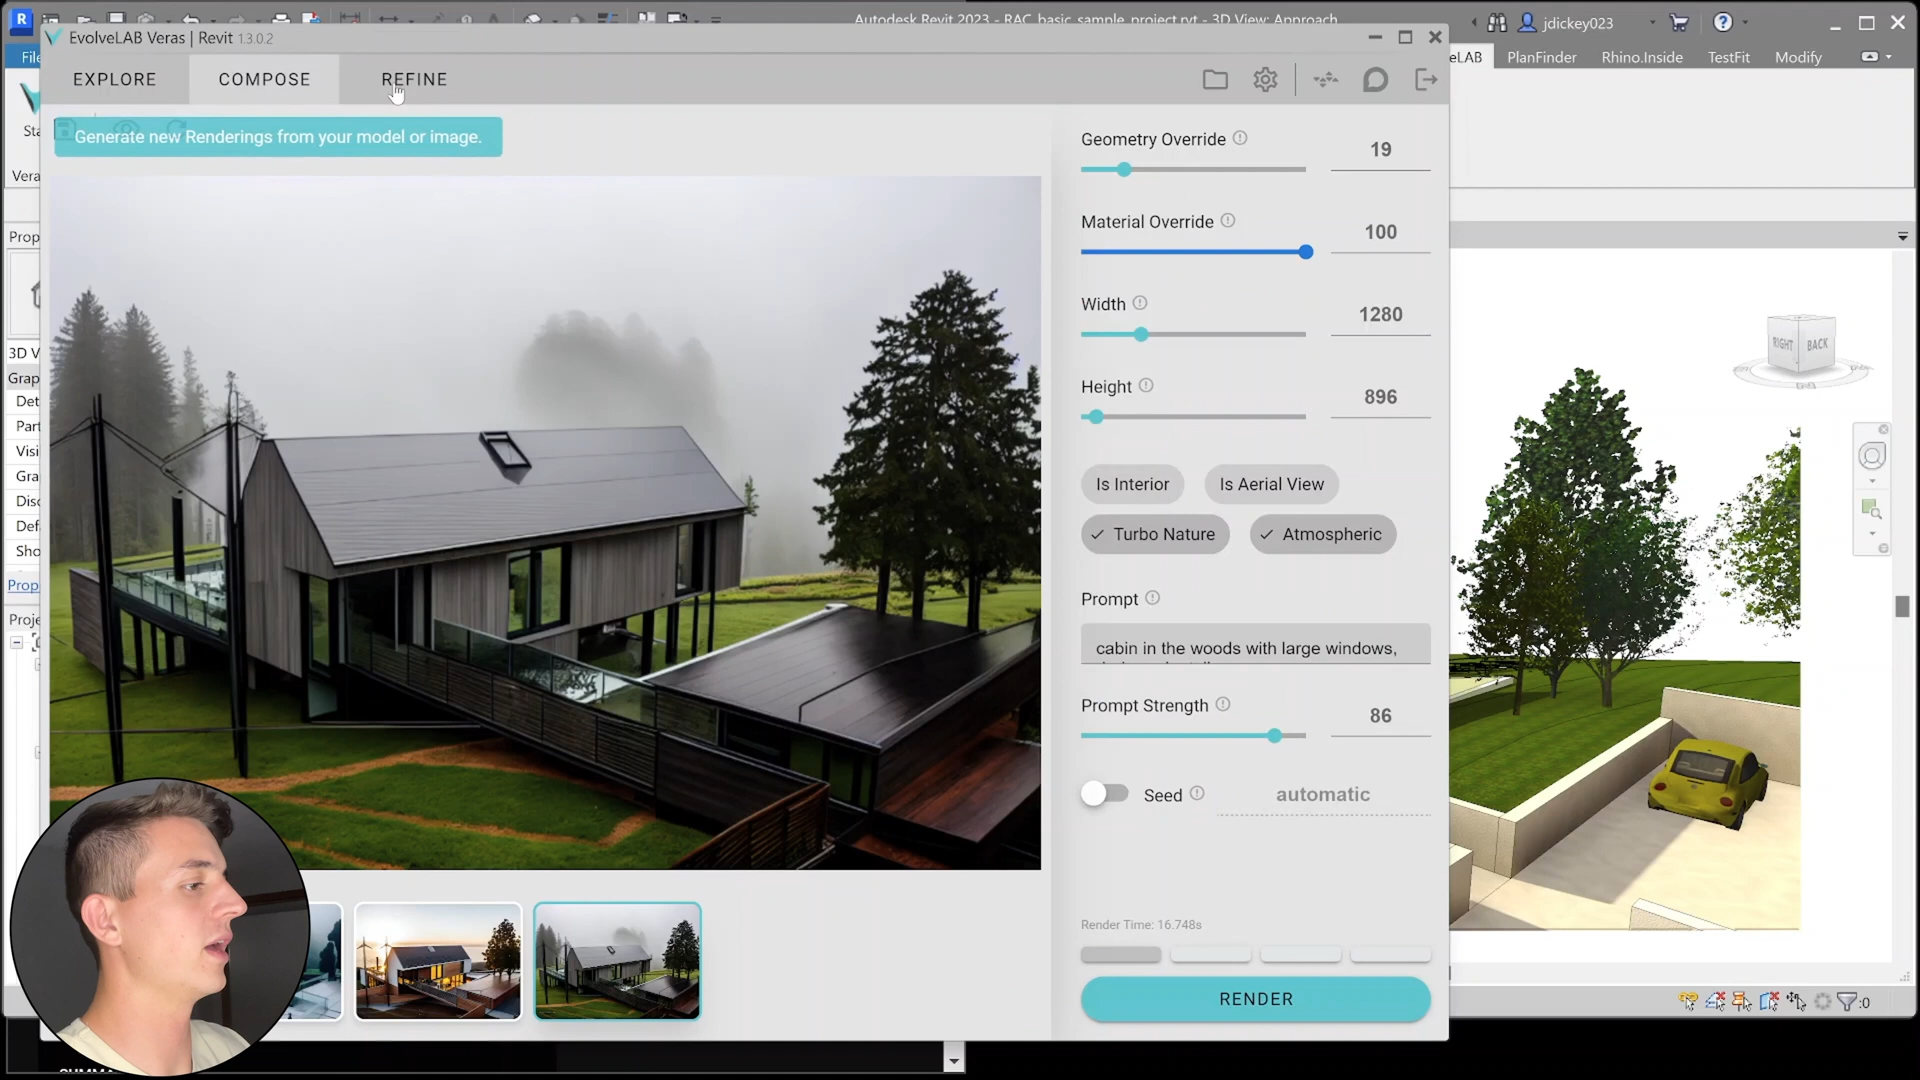 Autodesk Revit 2023 - RAC_basic_sample_project.rvt - 3D View: Approach
jdickey023
EvolveLAB Veras | Revit 1.3.0.2
File
eLAB
PlanFinder
Rhino.Inside
TestFit
Modify
EXPLORE
COMPOSE
REFINE
Generate new Renderings from your model or image.
Sta
Vera
Prop
3D V
Grap
Det
Part
Visi
Gra
Disc
Defa
Sho
Prop
Proje
Geometry Override
19
Material Override
100
Width
1280
Height
896
Is Interior
Is Aerial View
Turbo Nature
Atmospheric
Prompt
cabin in the woods with large windows,
Prompt Strength
86
Seed
automatic
Render Time: 16.748s
RENDER
RIGHT
BACK
:0